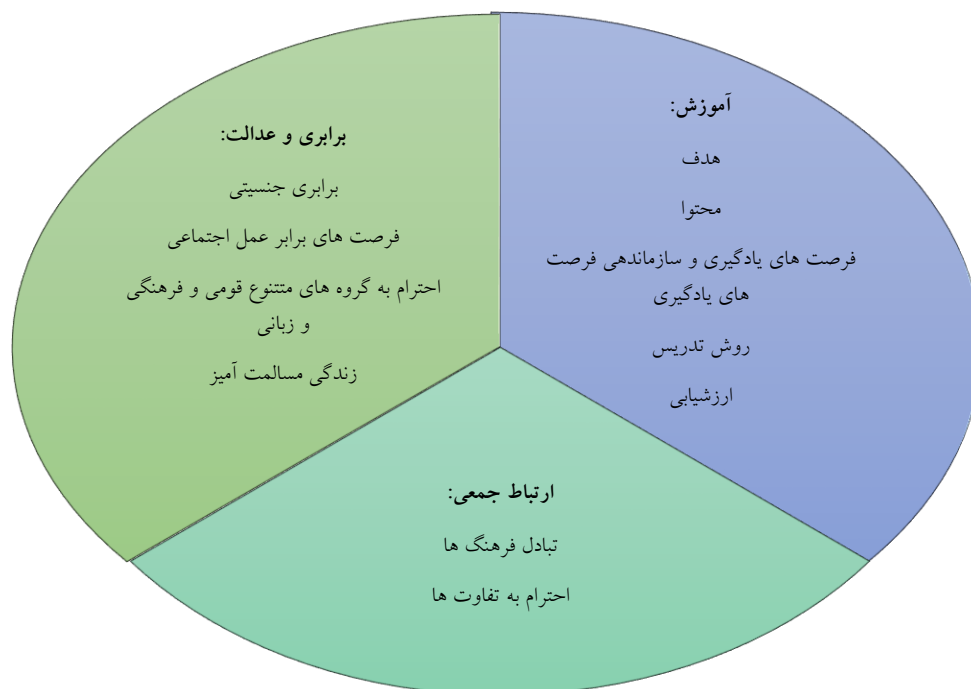 آموزش:
هدف
محتوا
فرصت های یادگیری و سازماندهی فرصت
های یادگیری
روش تدریس
ارزشیابی
برابری و عدالت:
برابری جنسیتی
فرصت های برابر عمل اجتماعی
احترام به گروه های متتنوع قومی و فرهنگی
و زبانی
زندگی مسالمت آمیز
ارتباط جمعی:
تبادل فرهنگ ها
احترام به تفاوت ها